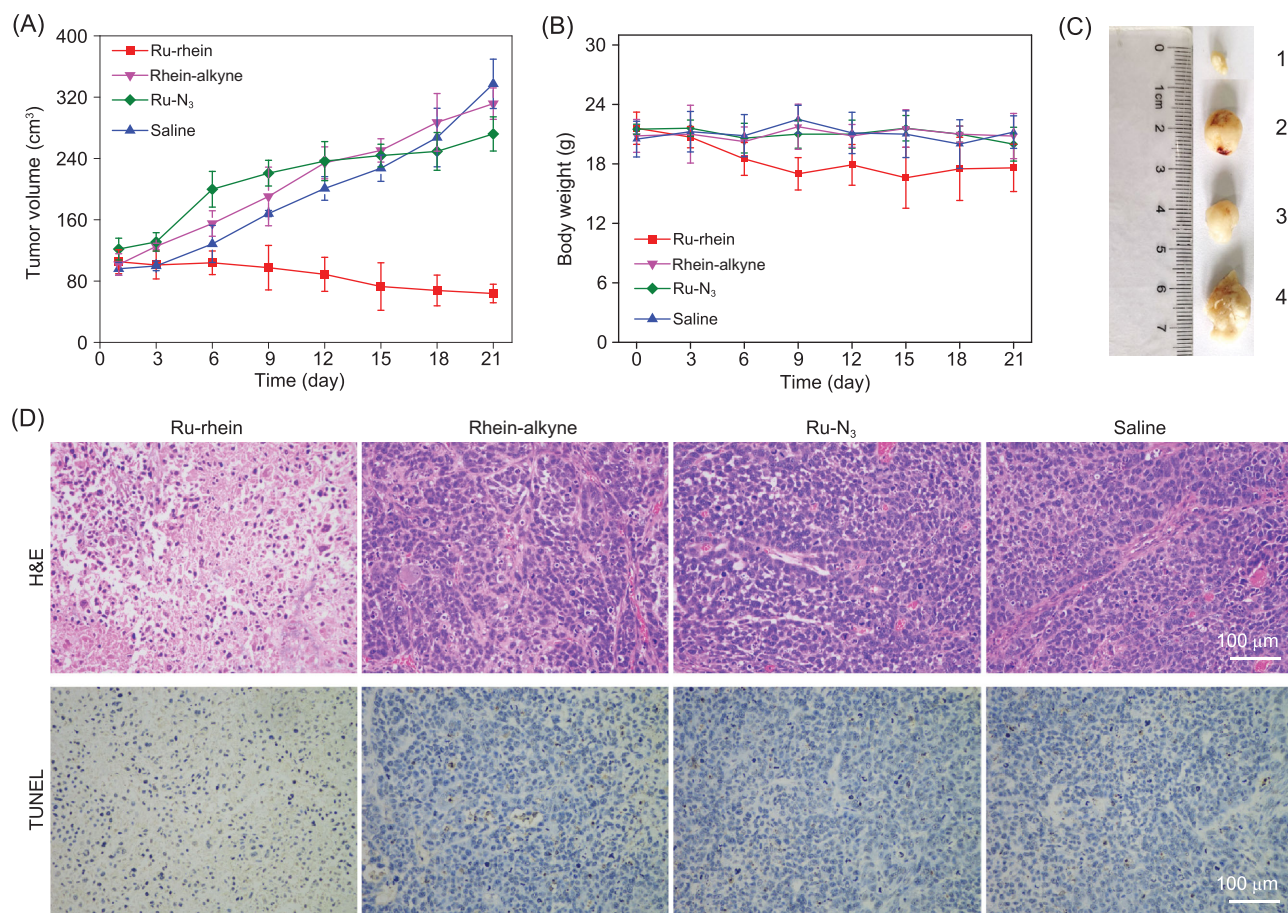 (A)
400
320
240
160
80
0
Tumor volume (cm³)
Ru-rhein
Rhein-alkyne
Ru-N₃
Saline
0 3 6 9 12 15 18 21
Time (day)
(B)
30
24
18
12
6
0
Body weight (g)
Ru-rhein
Rhein-alkyne
Ru-N₃
Saline
0 3 6 9 12 15 18 21
Time (day)
(C)
0
1cm
2
3
4
5
6
7
1
2
3
4
(D)
Ru-rhein Rhein-alkyne Ru-N₃ Saline
H&E
100 μm
TUNEL
100 μm